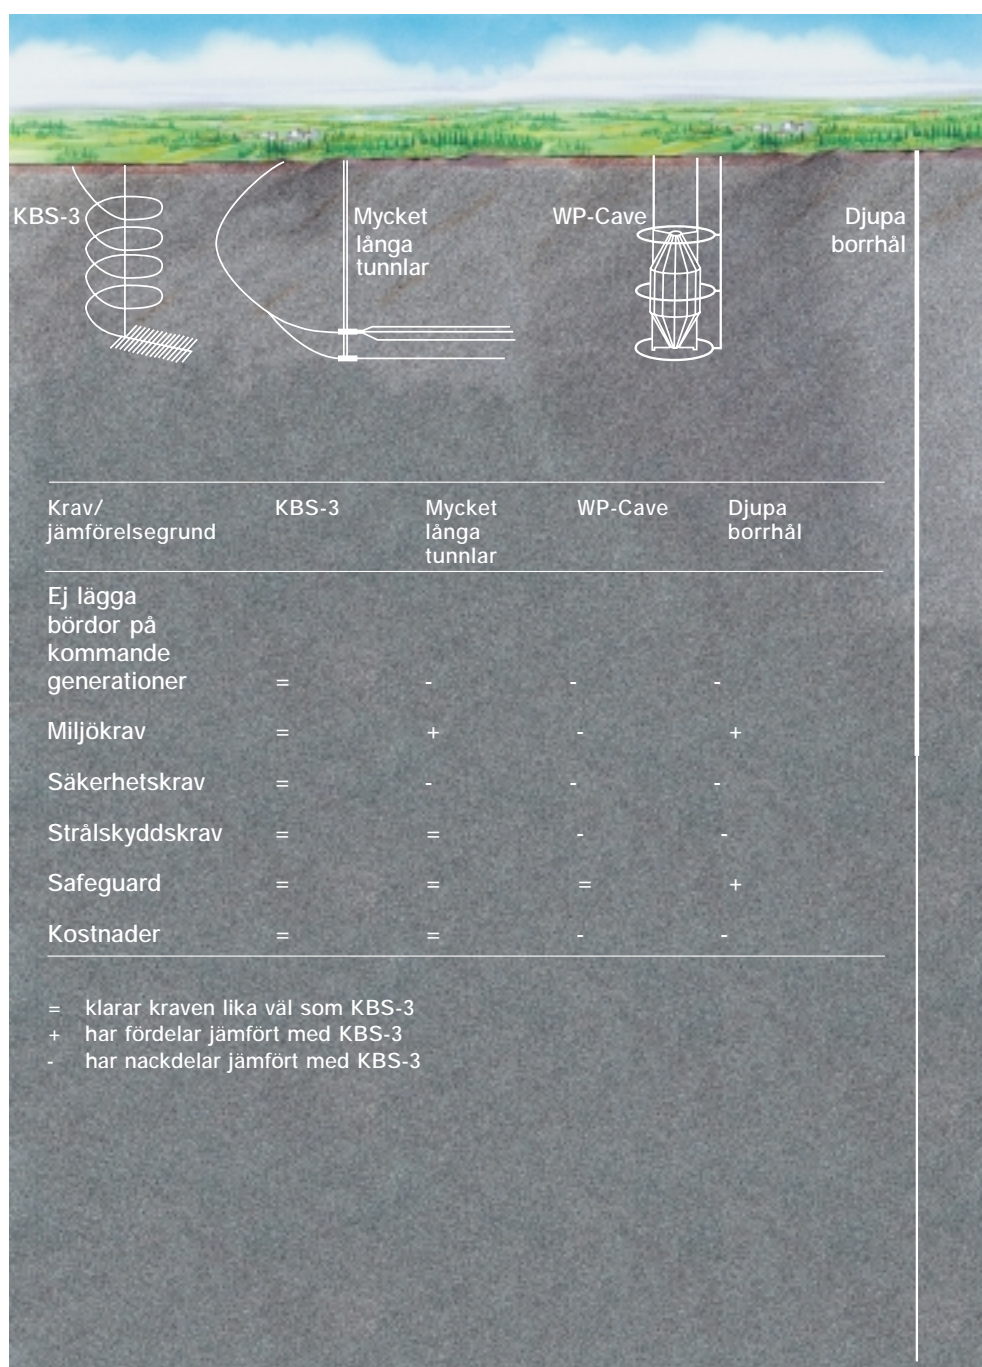 KBS-3
Mycket
långa
tunnlar
WP-Cave
Djupa
borrhål
Krav/
jämförelsegrund
KBS-3
Mycket
långa
tunnlar
WP-Cave
Djupa
borrhål
Ej lägga
bördor på
kommande
generationer = - - -
Miljökrav = + - +
Säkerhetskrav = - - -
Strålskyddskrav = = - -
Safeguard = = = +
Kostnader = = - -
= klarar kraven lika väl som KBS-3
+ har fördelar jämfört med KBS-3
- har nackdelar jämfört med KBS-3